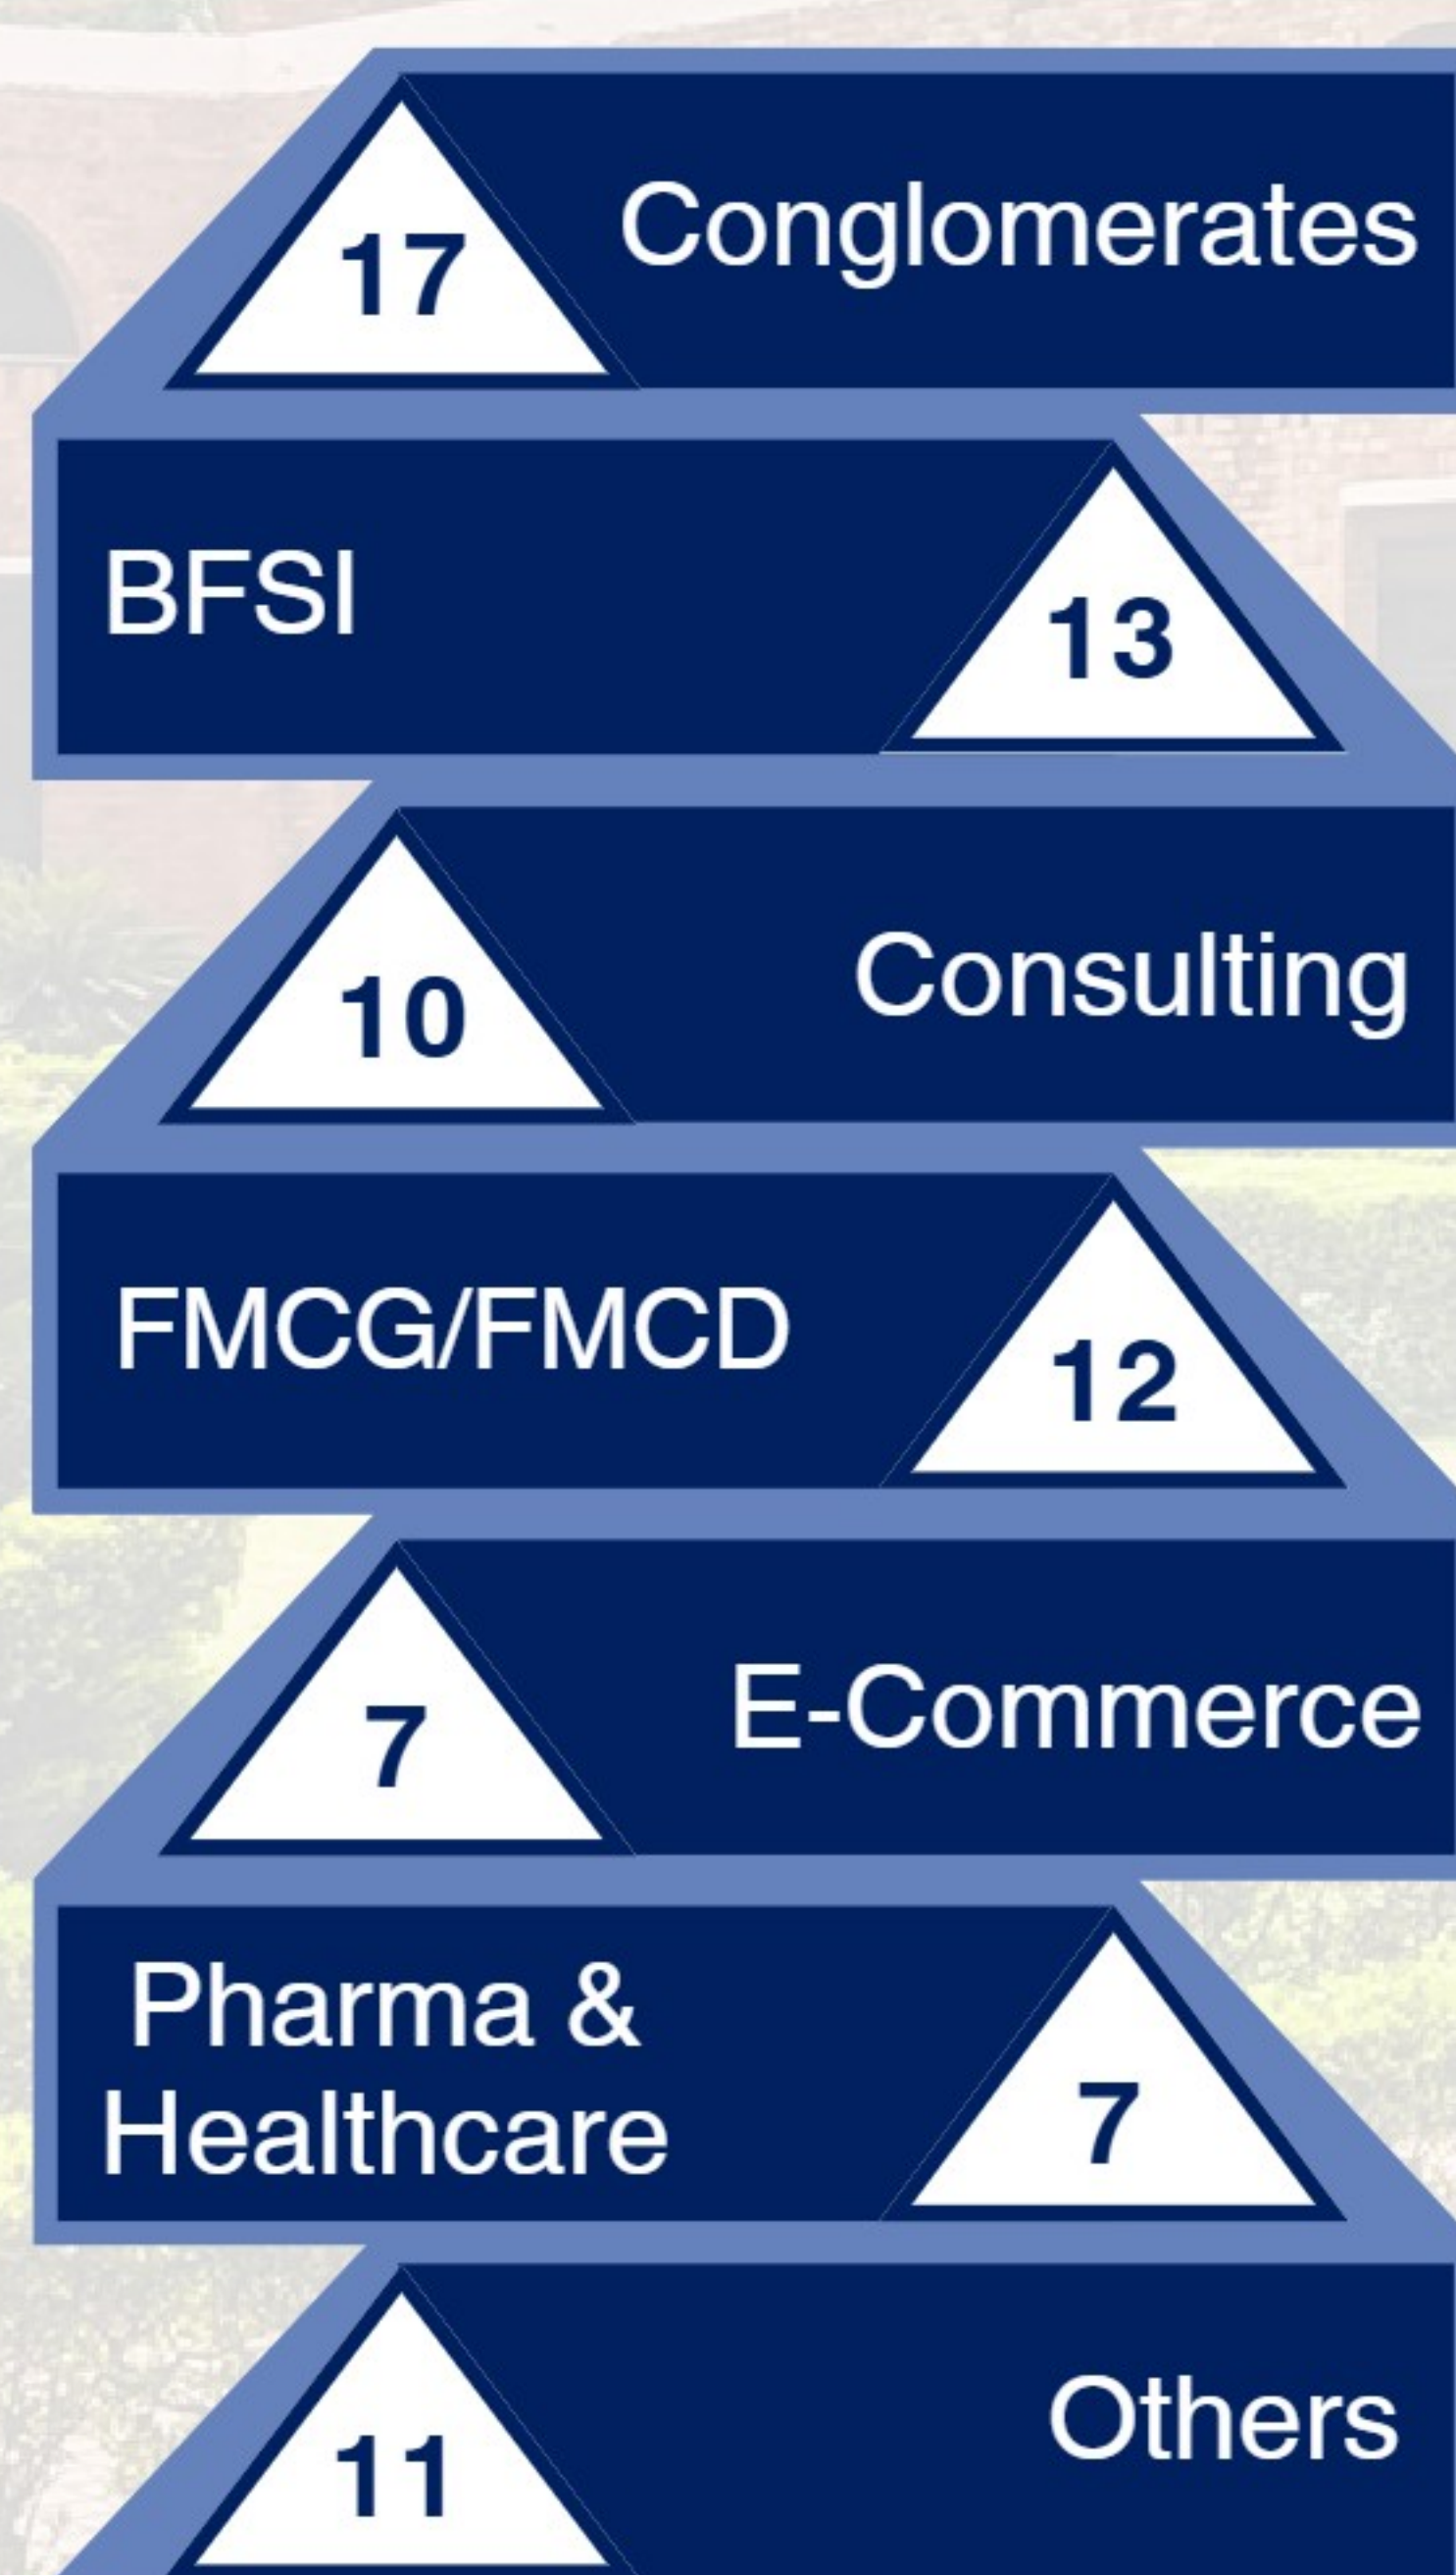 17 Conglomerates
BFSI 13
10 Consulting
FMCG/FMCD 12
7 E-Commerce
Pharma &
Healthcare 7
11 Others